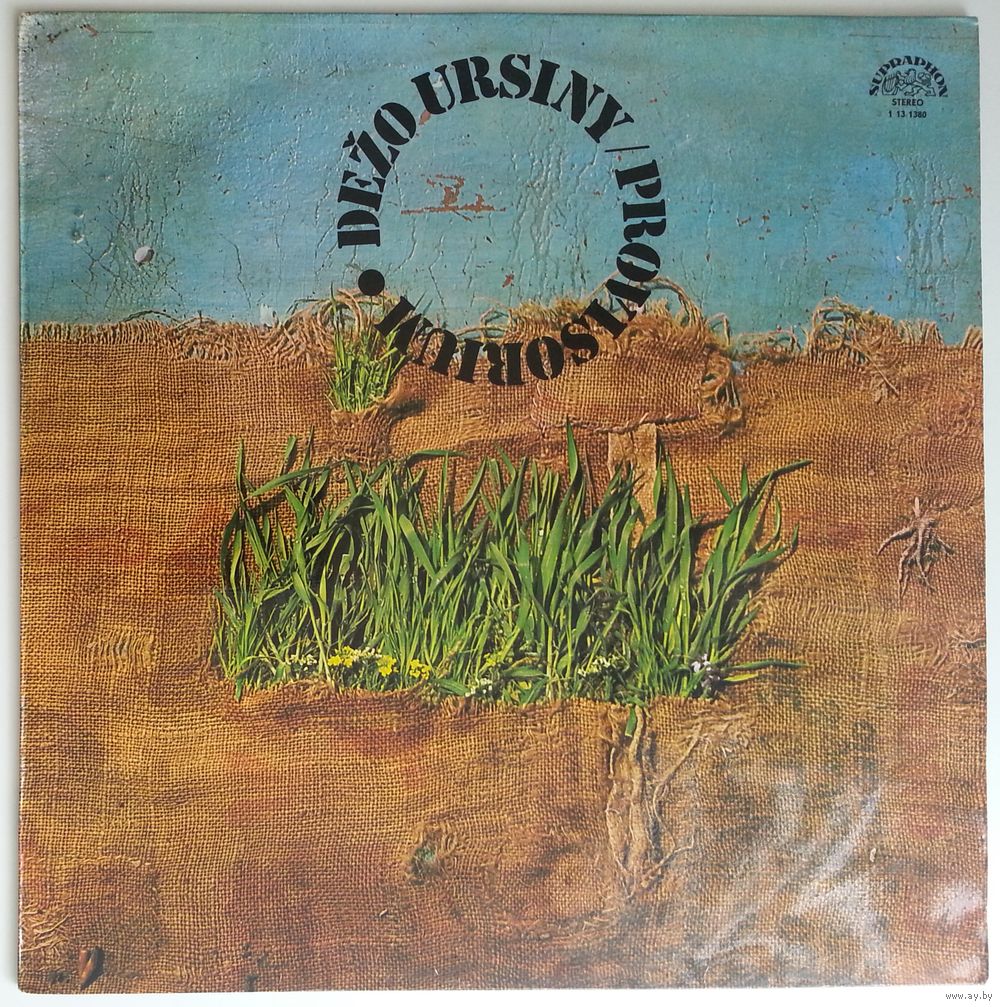 DEŽO URSINY / PROVISORIUM •
SUPRAPHON
STEREO
1 13 1380
www.ay.by